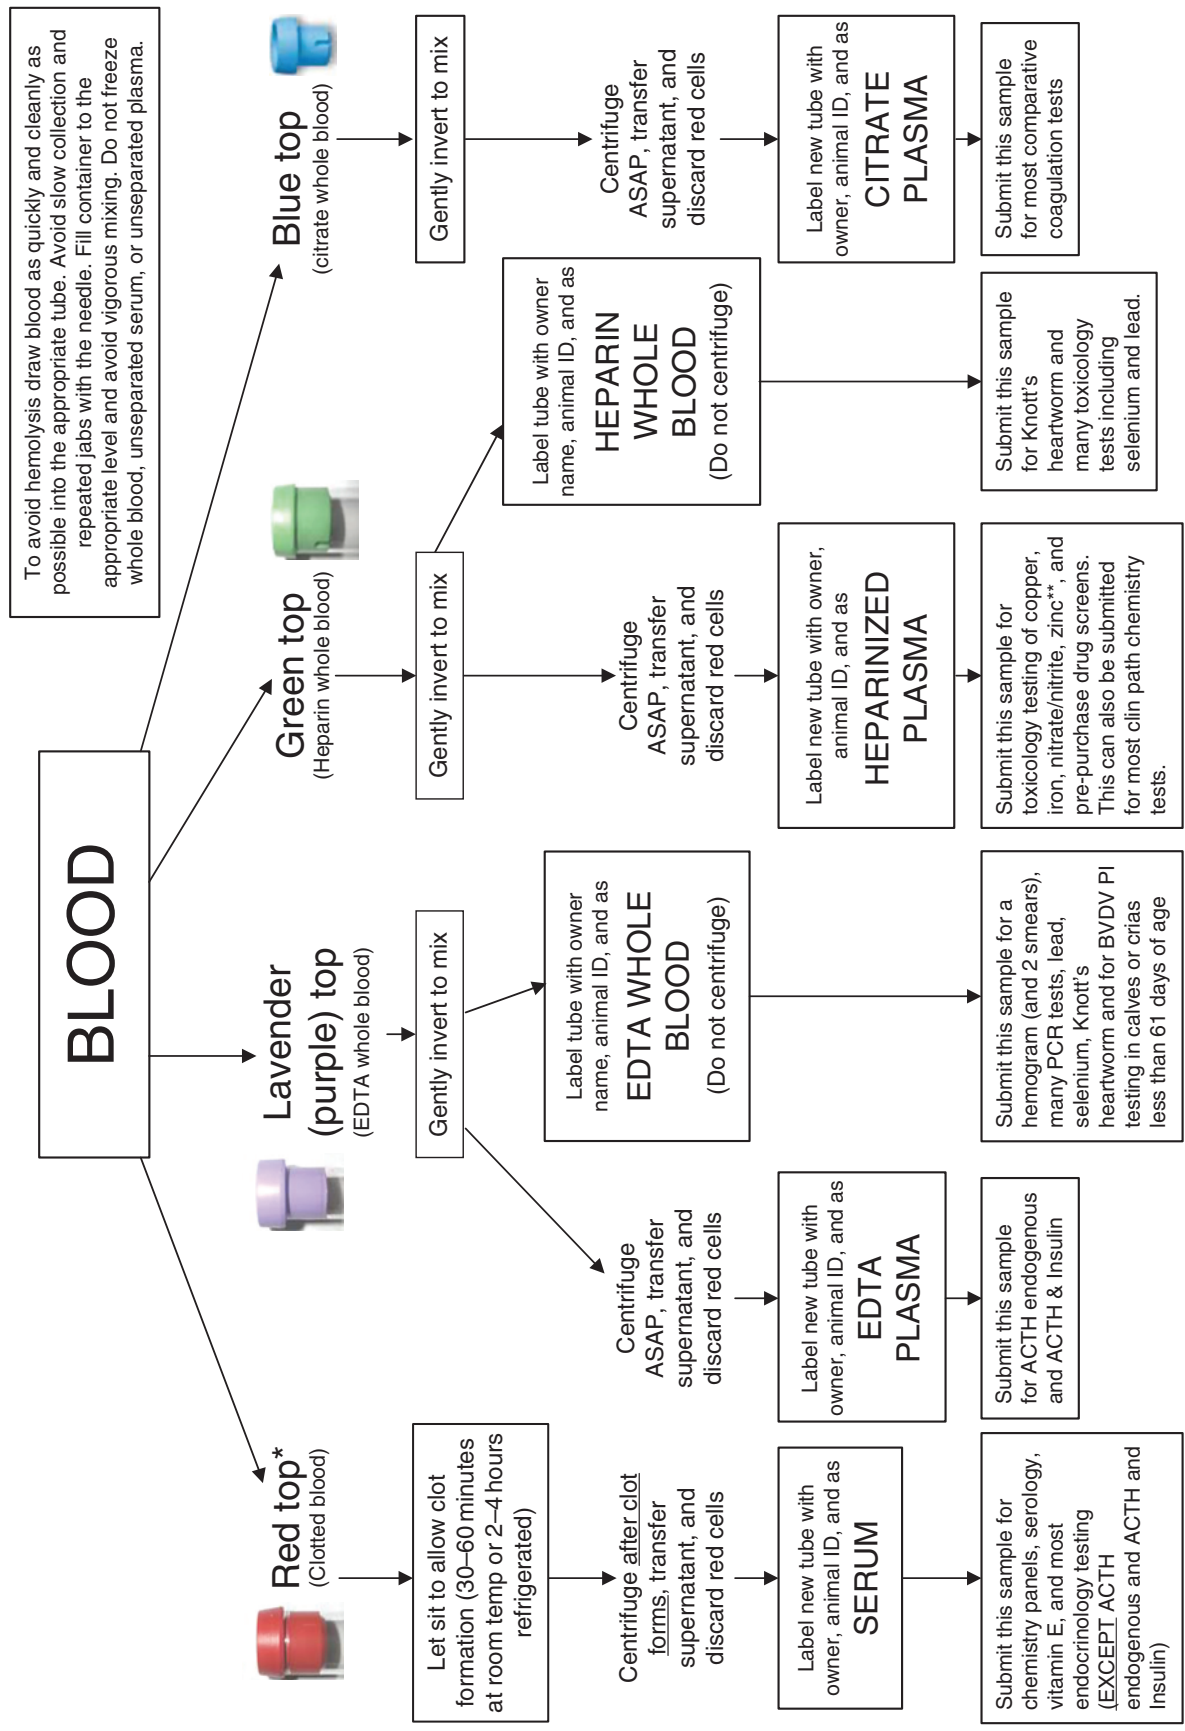 To avoid hemolysis draw blood as quickly and cleanly as
possible into the appropriate tube. Avoid slow collection and
repeated jabs with the needle. Fill container to the
appropriate level and avoid vigorous mixing. Do not freeze
whole blood, unseparated serum, or unseparated plasma.
BLOOD
Red top*
(Clotted blood)
Let sit to allow clot
formation (30–60 minutes
at room temp or 2–4 hours
refrigerated)
Centrifuge after clot
forms, transfer
supernatant, and
discard red cells
Label new tube with
owner, animal ID, and as
SERUM
Submit this sample for
chemistry panels, serology,
vitamin E, and most
endocrinology testing
(EXCEPT ACTH
endogenous and ACTH and
Insulin)
Lavender
(purple) top
(EDTA whole blood)
Gently invert to mix
Centrifuge
ASAP, transfer
supernatant, and
discard red cells
Label new tube with
owner, animal ID, and as
EDTA
PLASMA
Submit this sample
for ACTH endogenous
and ACTH & Insulin
Label tube with owner
name, animal ID, and as
EDTA WHOLE
BLOOD
(Do not centrifuge)
Submit this sample for a
hemogram (and 2 smears),
many PCR tests, lead,
selenium, Knott's
heartworm and for BVDV PI
testing in calves or crias
less than 61 days of age
Green top
(Heparin whole blood)
Gently invert to mix
Centrifuge
ASAP, transfer
supernatant, and
discard red cells
Label new tube with owner,
animal ID, and as
HEPARINIZED
PLASMA
Submit this sample for
toxicology testing of copper,
iron, nitrate/nitrite, zinc**, and
pre-purchase drug screens.
This can also be submitted
for most clin path chemistry
tests.
Label tube with owner
name, animal ID, and as
HEPARIN
WHOLE
BLOOD
(Do not centrifuge)
Submit this sample
for Knott's
heartworm and
many toxicology
tests including
selenium and lead.
Blue top
(citrate whole blood)
Gently invert to mix
Centrifuge
ASAP, transfer
supernatant, and
discard red cells
Label new tube with
owner, animal ID, and as
CITRATE
PLASMA
Submit this sample
for most comparative
coagulation tests